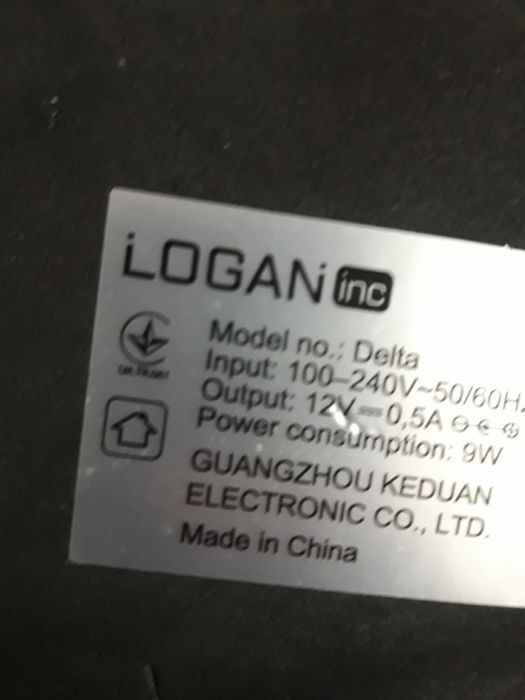 LOGAN inc
Model no.: Delta
Input: 100–240V~50/60H
Output: 12V⎓0,5A
Power consumption: 9W
GUANGZHOU KEDUAN
ELECTRONIC CO., LTD.
Made in China